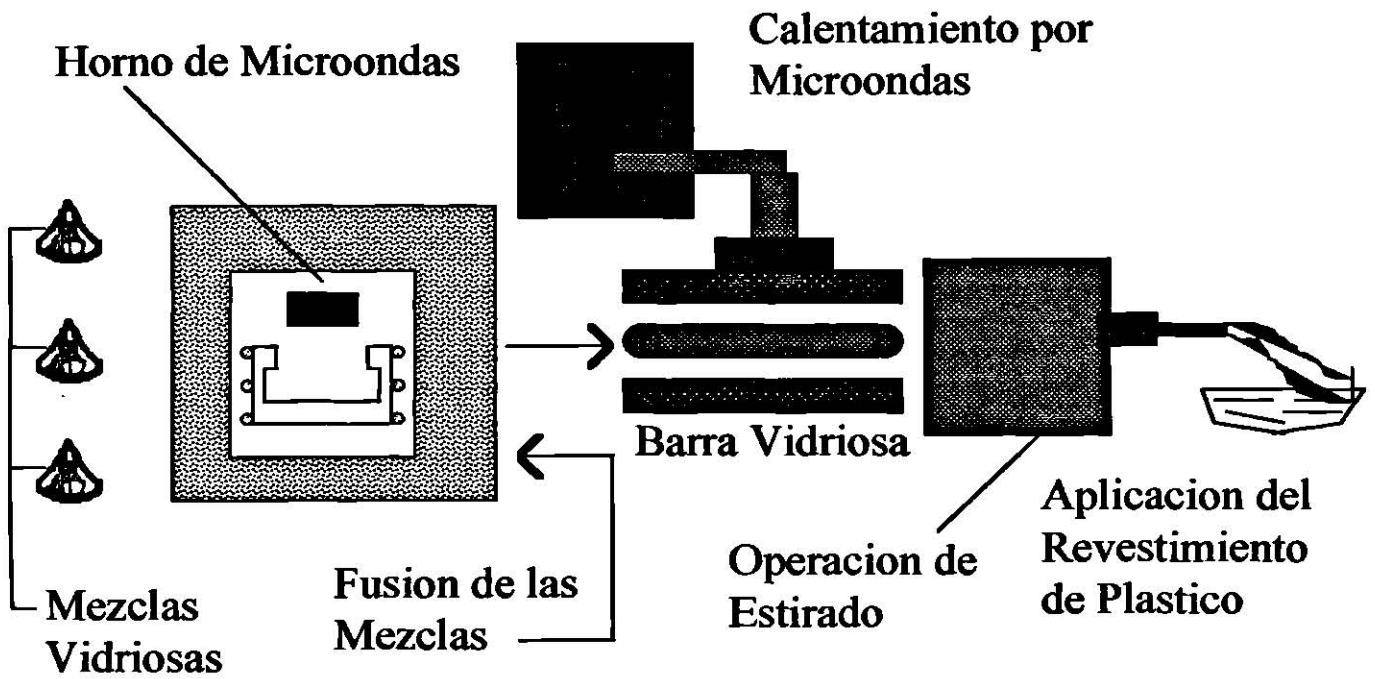 Horno de Microondas
Calentamiento por
Microondas
Barra Vidriosa
Mezclas
Vidriosas
Fusion de las
Mezclas
Operacion de
Estirado
Aplicacion del
Revestimiento
de Plastico